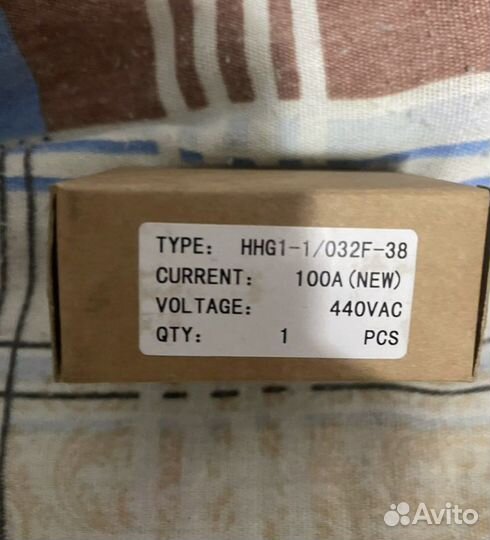 TYPE: HHG1-1/032F-38
CURRENT: 100A(NEW)
VOLTAGE: 440VAC
QTY: 1 PCS
Avito